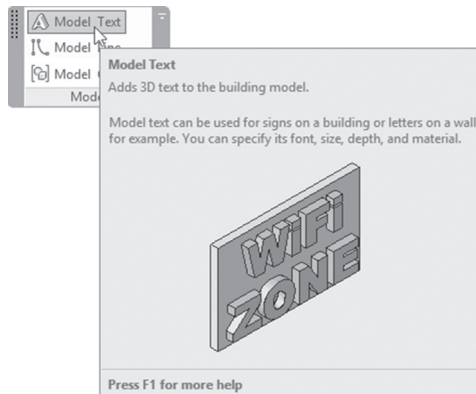 Model Text
Model
Model
Mode
Model Text
Adds 3D text to the building model.
Model text can be used for signs on a building or letters on a wall
for example. You can specify its font, size, depth, and material.
WiFi
ZONE
Press F1 for more help